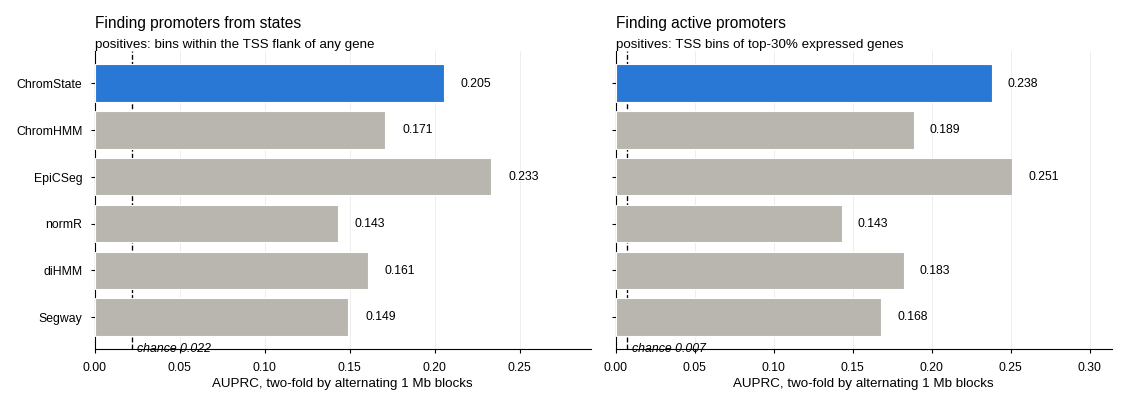 Finding promoters from states
positives: bins within the TSS flank of any gene
ChromState
ChromHMM
EpiCSeg
normR
diHMM
Segway
0.205
0.171
0.233
0.143
0.161
0.149
chance 0.022
0.00 0.05 0.10 0.15 0.20 0.25
AUPRC, two-fold by alternating 1 Mb blocks
Finding active promoters
positives: TSS bins of top-30% expressed genes
0.238
0.189
0.251
0.143
0.183
0.168
chance 0.007
0.00 0.05 0.10 0.15 0.20 0.25 0.30
AUPRC, two-fold by alternating 1 Mb blocks